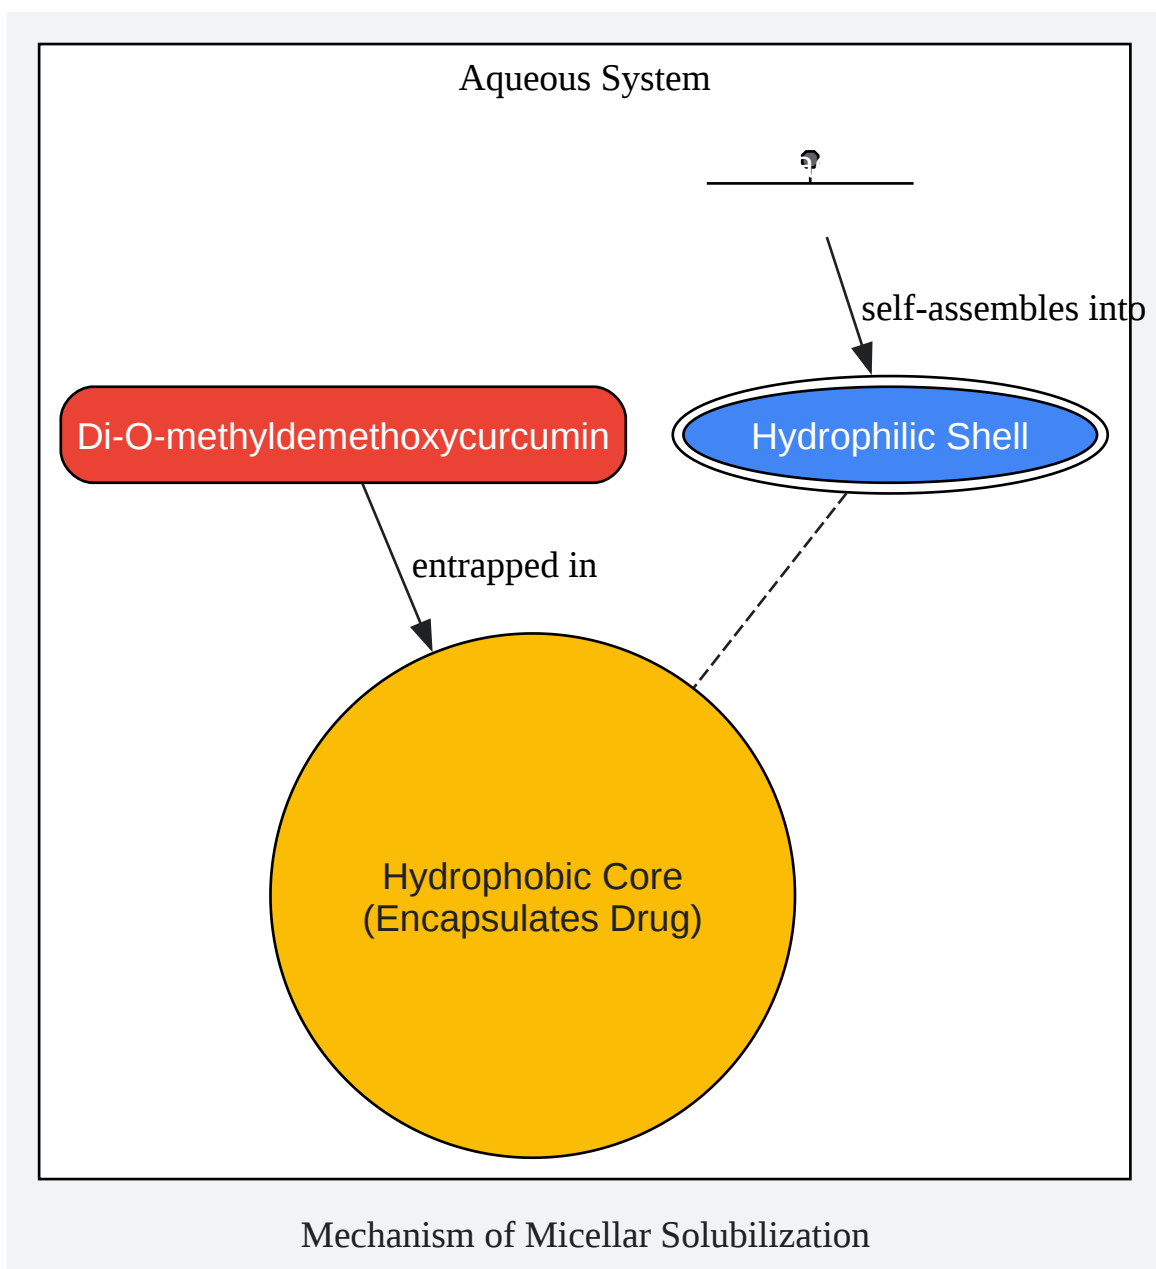 Aqueous System
self-assembles into
Di-O-methyldemethoxycurcumin
Hydrophilic Shell
entrapped in
Hydrophobic Core
(Encapsulates Drug)
Mechanism of Micellar Solubilization